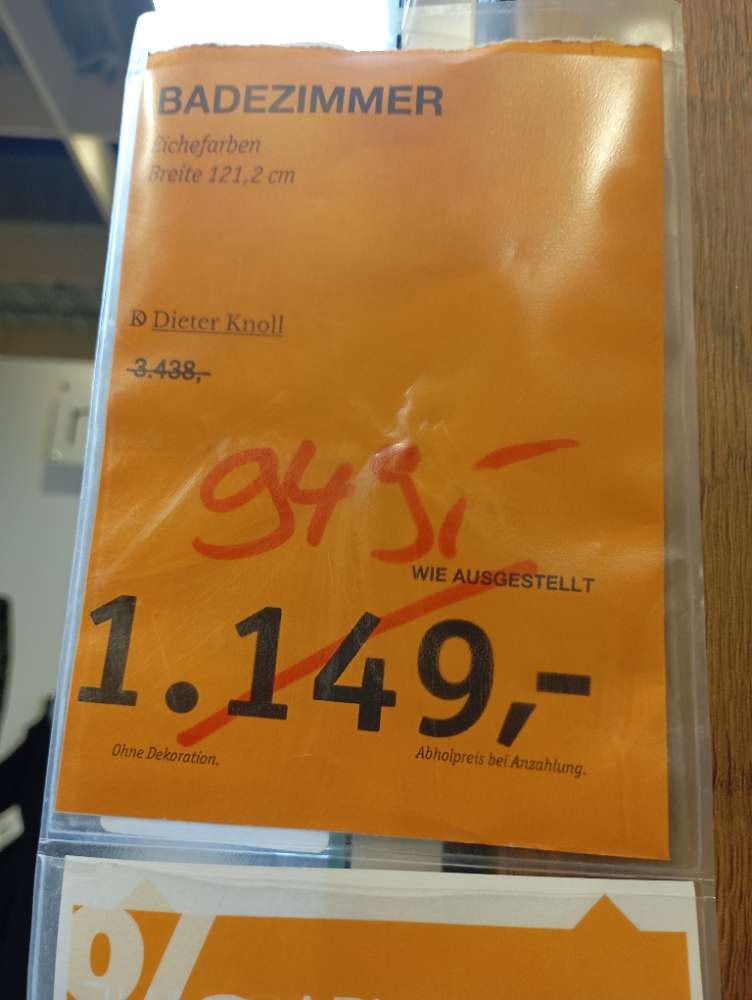 BADEZIMMER
Eichefarben
Breite 121,2 cm
Dieter Knoll
3.438,-
949,-
WIE AUSGESTELLT
1.149,-
Ohne Dekoration.
Abholpreis bei Anzahlung.
%